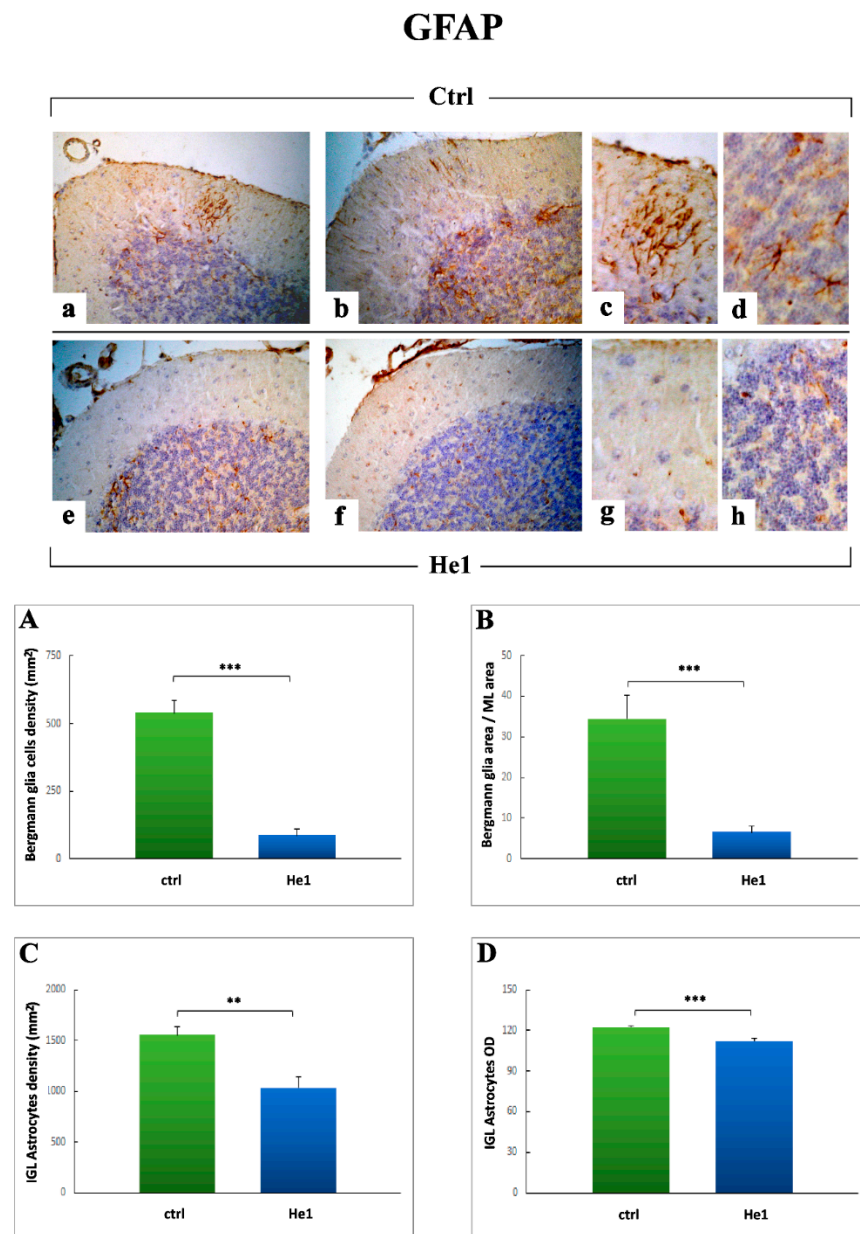 GFAP
Ctrl
a
b
c
d
e
f
g
h
He1
A
Bergmann glia cells density (mm²)
750
500
250
0
***
ctrl
He1
B
Bergmann glia area / ML area
50
40
30
20
10
0
***
ctrl
He1
C
IGL Astrocytes density (mm²)
2000
1500
1000
500
0
**
ctrl
He1
D
IGL Astrocytes OD
150
120
90
60
30
0
***
ctrl
He1